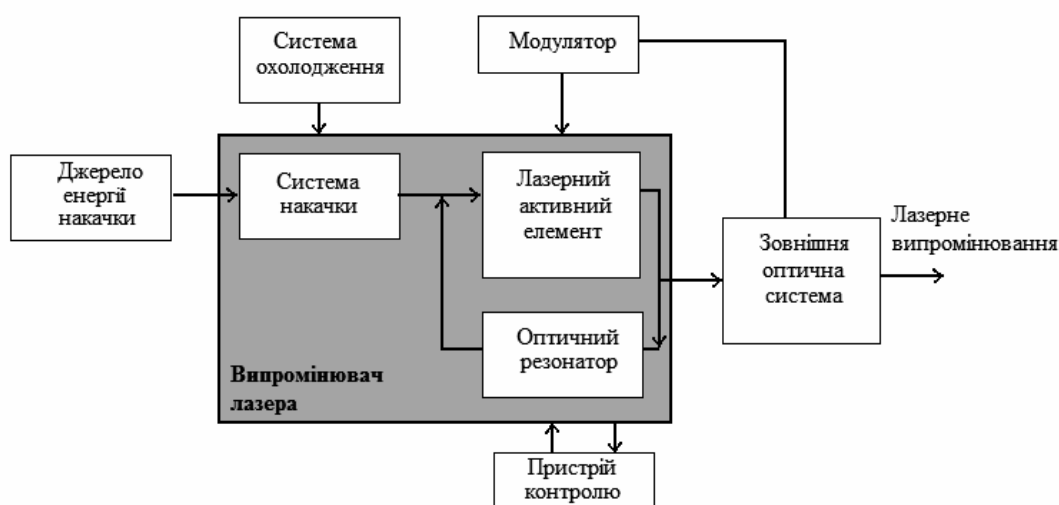 Система
охолодження
Модулятор
Джерело
енергії
накачки
Система
накачки
Лазерний
активний
елемент
Лазерне
випромінювання
Зовнішня
оптична
система
Оптичний
резонатор
Випромінювач
лазера
Пристрій
контролю